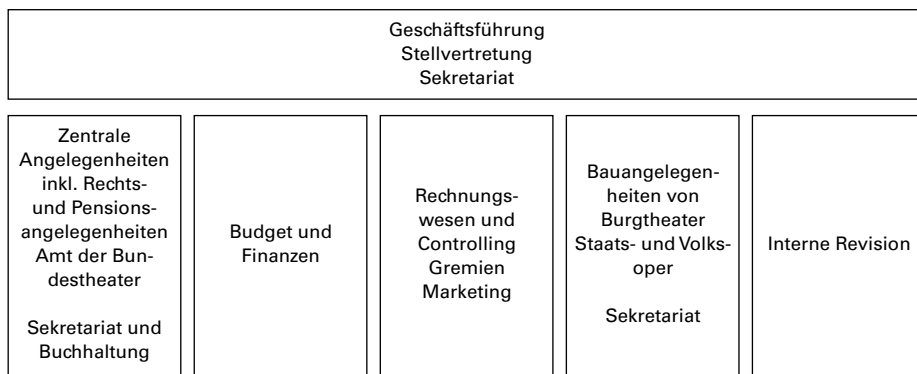 Geschäftsführung
Stellvertretung
Sekretariat
Zentrale
Angelegenheiten
inkl. Rechts-
und Pensions-
angelegenheiten
Amt der Bun-
destheater
Sekretariat und
Buchhaltung
Budget und
Finanzen
Rechnungs-
wesen und
Controlling
Gremien
Marketing
Bauangelegen-
heiten von
Burgtheater
Staats- und Volks-
oper
Sekretariat
Interne Revision